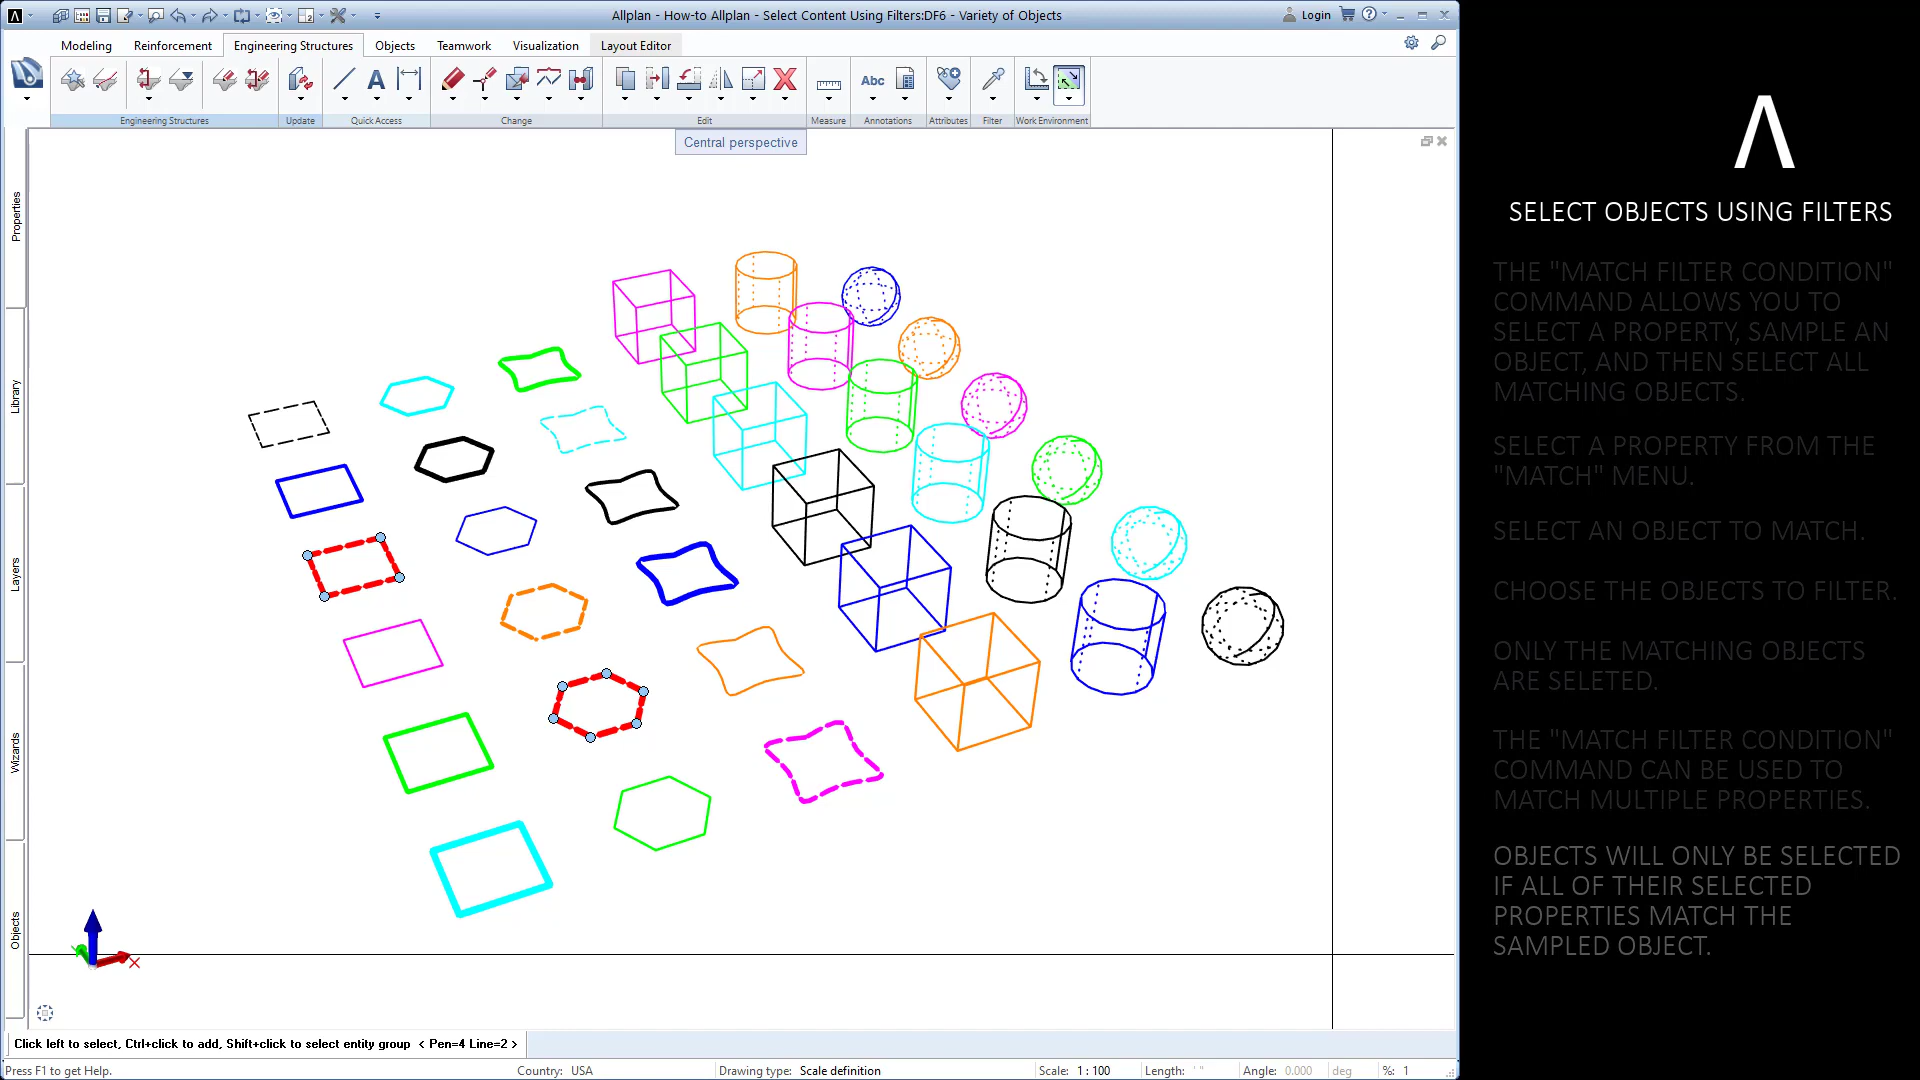 Allplan - How-to Allplan - Select Content Using Filters:DF6 - Variety of Objects
Login
Modeling
Reinforcement
Engineering Structures
Objects
Teamwork
Visualization
Layout Editor
Abc
Engineering Structures
Update
Quick Access
Change
Edit
Measure
Annotations
Attributes
Filter
Work Environment
Central perspective
Properties
Library
Layers
Wizards
Objects
Click left to select, Ctrl+click to add, Shift+click to select entity group < Pen=4 Line=2 >
Press F1 to get Help.
Country: USA
Drawing type: Scale definition
Scale: 1 : 100
Length: ' "
Angle: 0.000 deg
%: 1
SELECT OBJECTS USING FILTERS
THE "MATCH FILTER CONDITION"
COMMAND ALLOWS YOU TO
SELECT A PROPERTY, SAMPLE AN
OBJECT, AND THEN SELECT ALL
MATCHING OBJECTS.
SELECT A PROPERTY FROM THE
"MATCH" MENU.
SELECT AN OBJECT TO MATCH.
CHOOSE THE OBJECTS TO FILTER.
ONLY THE MATCHING OBJECTS
ARE SELETED.
THE "MATCH FILTER CONDITION"
COMMAND CAN BE USED TO
MATCH MULTIPLE PROPERTIES.
OBJECTS WILL ONLY BE SELECTED
IF ALL OF THEIR SELECTED
PROPERTIES MATCH THE
SAMPLED OBJECT.